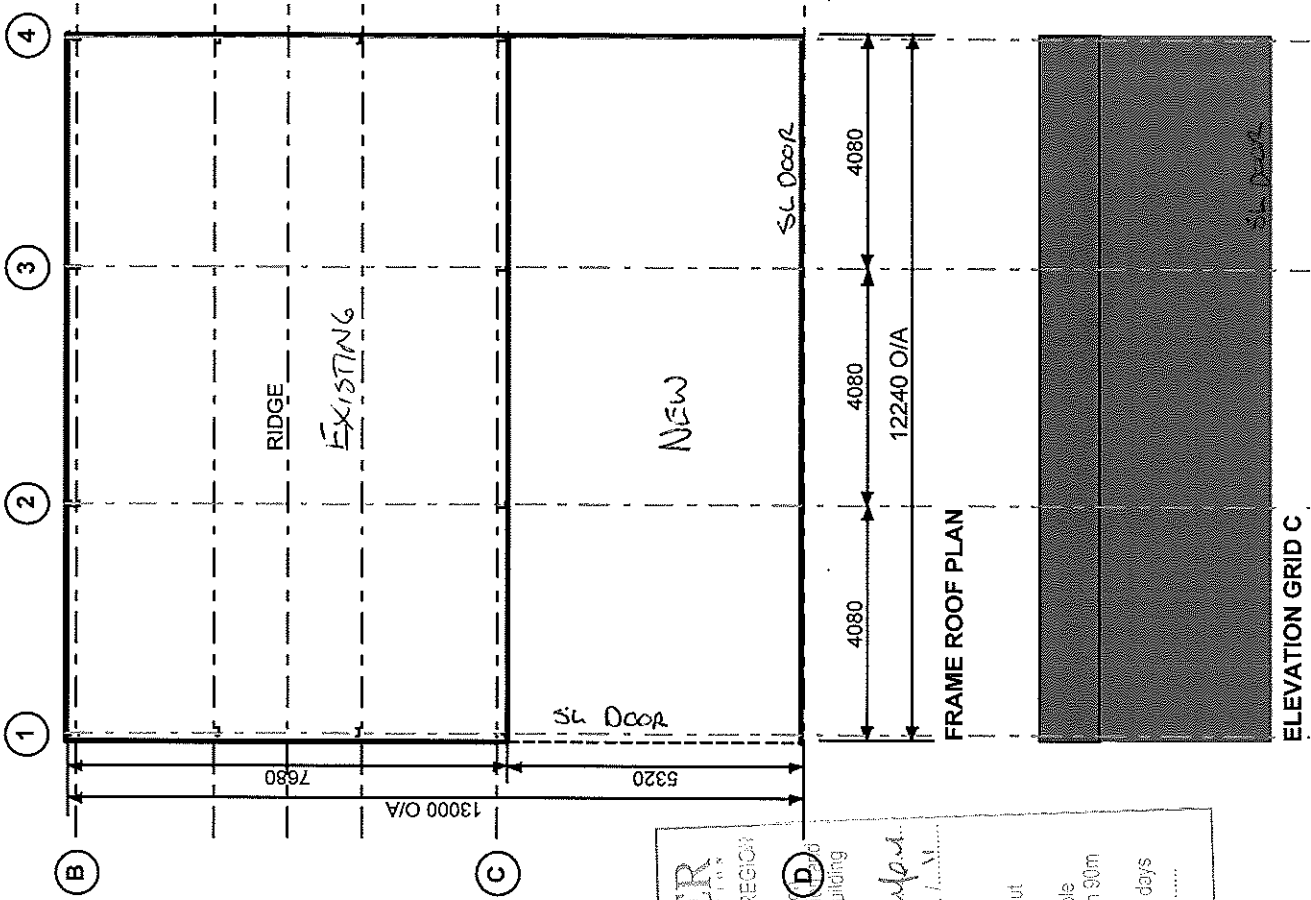 4
3
2
1
B
C
D
RIDGE
EXISTING
NEW
SL DOOR
SL DOOR
7680
5320
13000 O/A
4080
4080
4080
12240 O/A
FRAME ROOF PLAN
SL DOOR
ELEVATION GRID C
REGION
90m
days